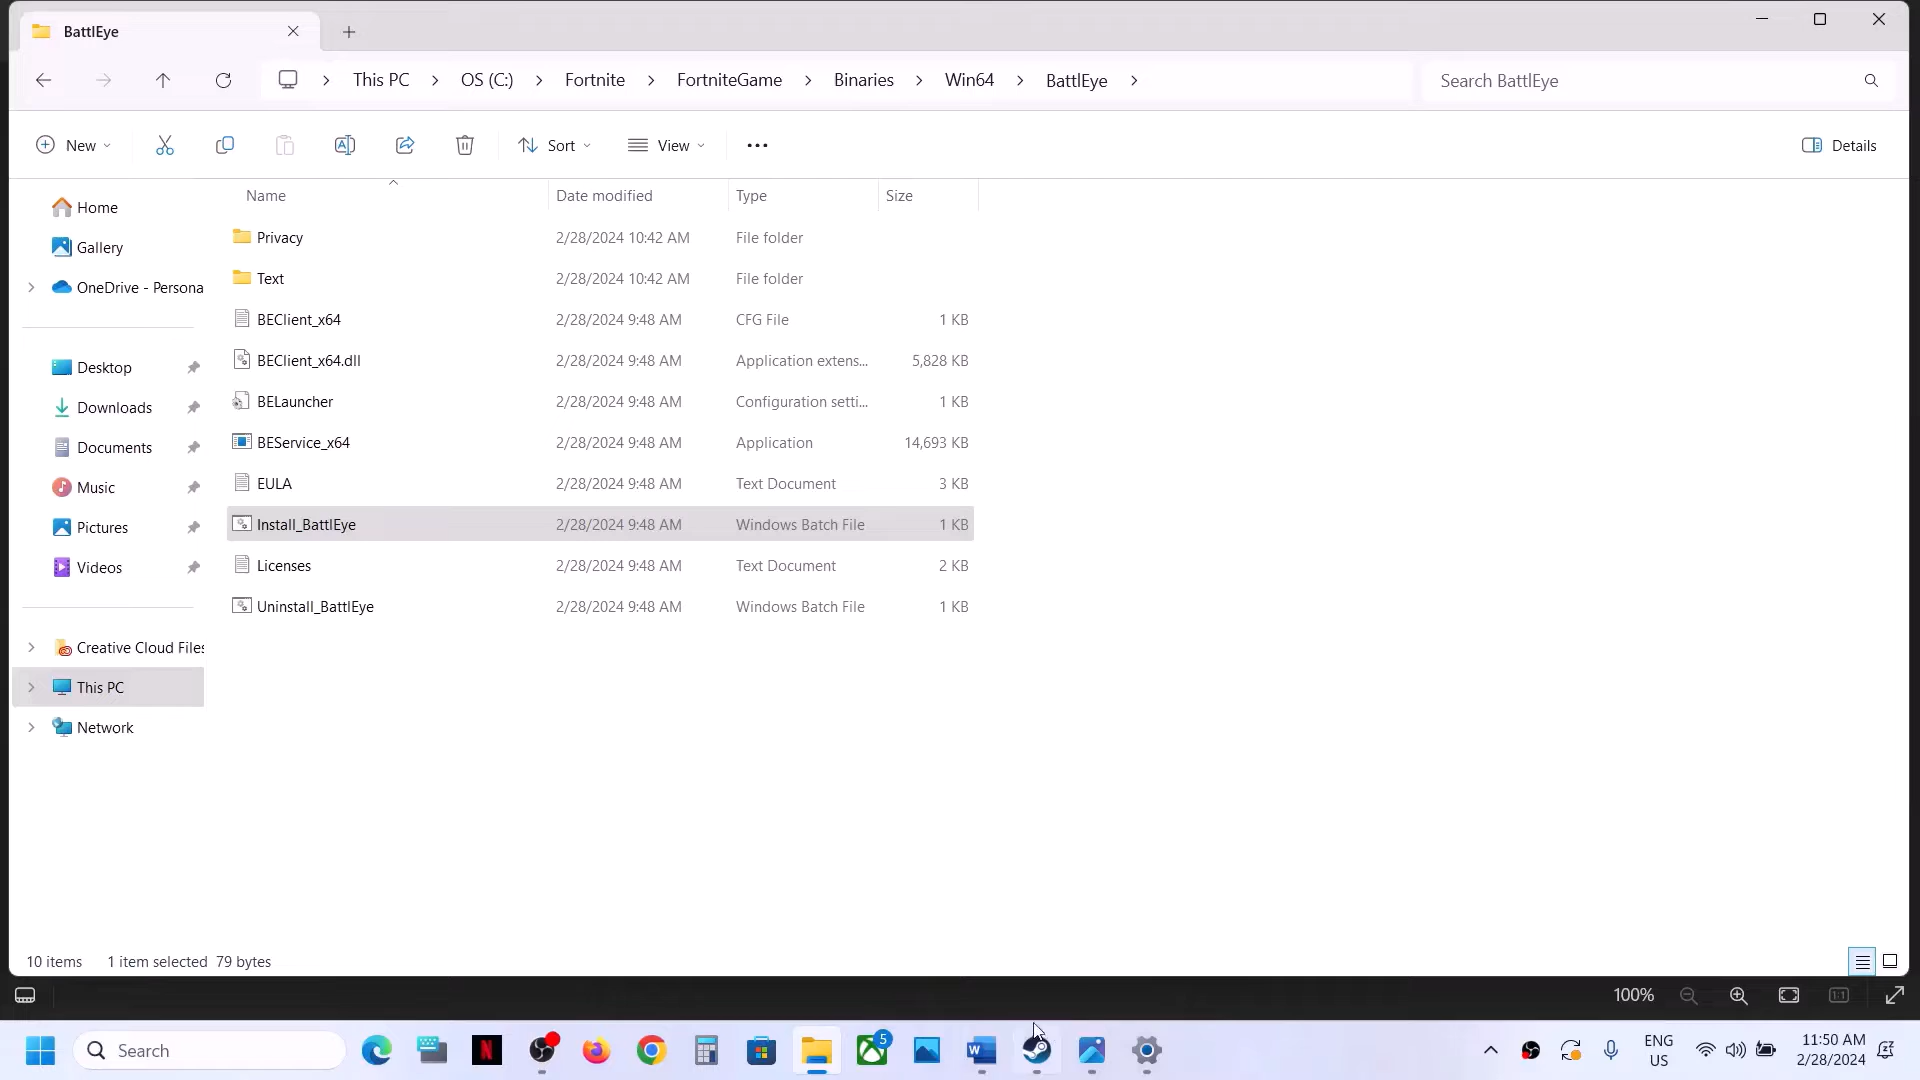 BattlEye
This PC > OS (C:) > Fortnite > FortniteGame > Binaries > Win64 > BattlEye >
Search BattlEye
New
Sort
View
Details
Name Date modified Type Size
Home
Gallery
OneDrive - Persona
Desktop
Downloads
Documents
Music
Pictures
Videos
Creative Cloud Files
This PC
Network
Privacy 2/28/2024 10:42 AM File folder
Text 2/28/2024 10:42 AM File folder
BEClient_x64 2/28/2024 9:48 AM CFG File 1 KB
BEClient_x64.dll 2/28/2024 9:48 AM Application extens... 5,828 KB
BELauncher 2/28/2024 9:48 AM Configuration setti... 1 KB
BEService_x64 2/28/2024 9:48 AM Application 14,693 KB
EULA 2/28/2024 9:48 AM Text Document 3 KB
Install_BattlEye 2/28/2024 9:48 AM Windows Batch File 1 KB
Licenses 2/28/2024 9:48 AM Text Document 2 KB
Uninstall_BattlEye 2/28/2024 9:48 AM Windows Batch File 1 KB
10 items 1 item selected 79 bytes
100%
1:1
Search
N
5
W
ENG
US
11:50 AM
2/28/2024